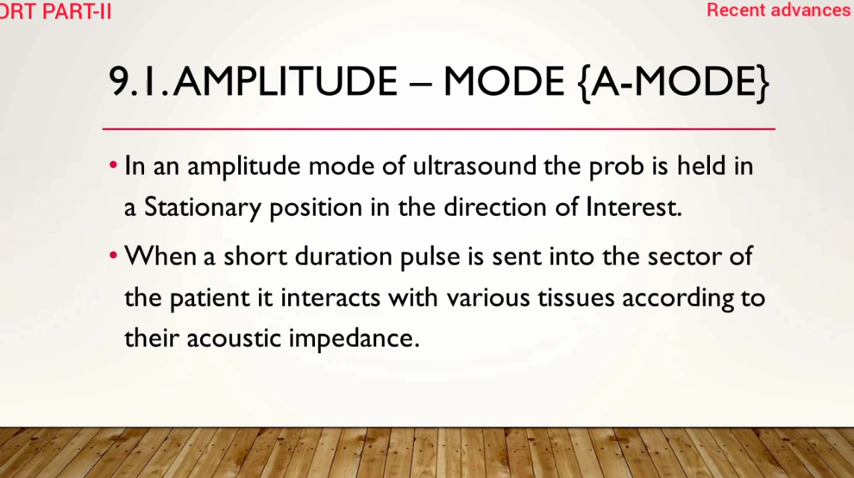 ORT PART-II
Recent advances
9.1. AMPLITUDE – MODE {A-MODE}
• In an amplitude mode of ultrasound the prob is held in
a Stationary position in the direction of Interest.
• When a short duration pulse is sent into the sector of
the patient it interacts with various tissues according to
their acoustic impedance.